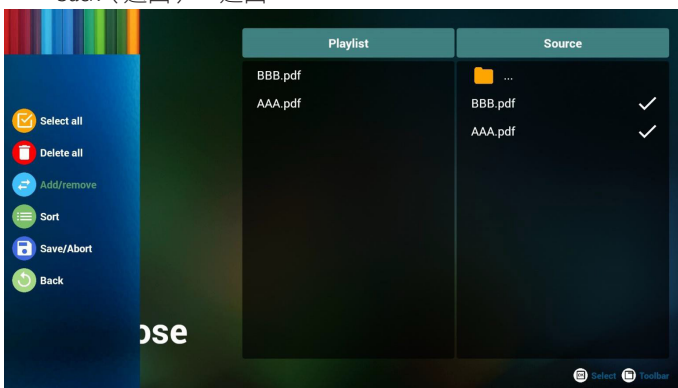 Playlist
Source
BBB.pdf
AAA.pdf
...
BBB.pdf
AAA.pdf
Select all
Delete all
Add/remove
Sort
Save/Abort
Back
ose
Select
Toolbar